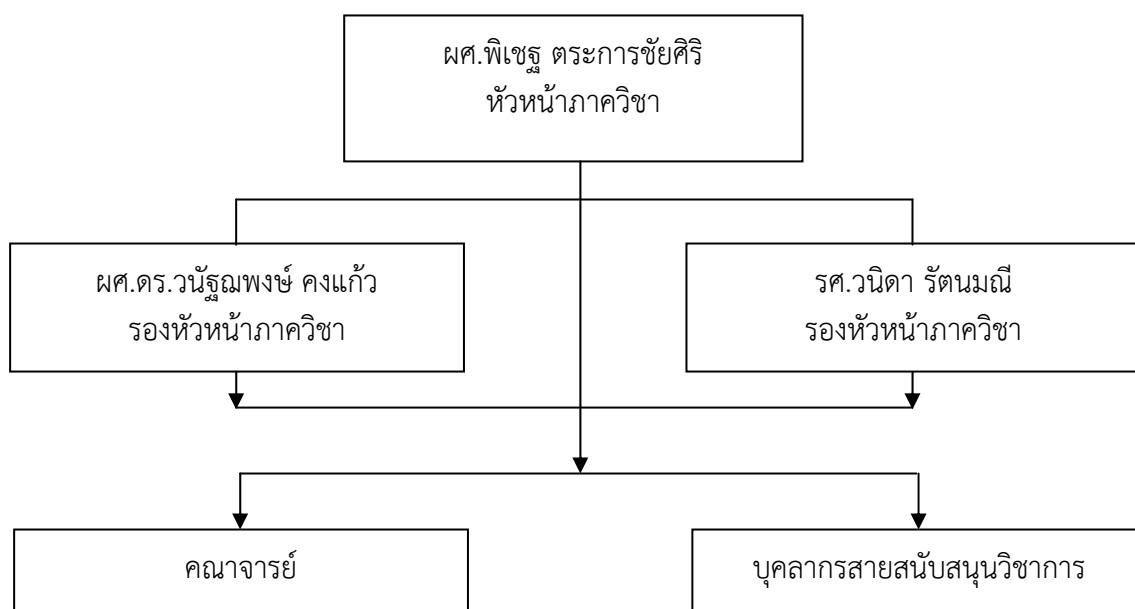 ผศ.พิเชฐ ตระการชัยศิริ
หัวหน้าภาควิชา
ผศ.ดร.วนัฐฌพงษ์ คงแก้ว
รองหัวหน้าภาควิชา
รศ.วนิดา รัตนมณี
รองหัวหน้าภาควิชา
คณาจารย์
บุคลากรสายสนับสนุนวิชาการ